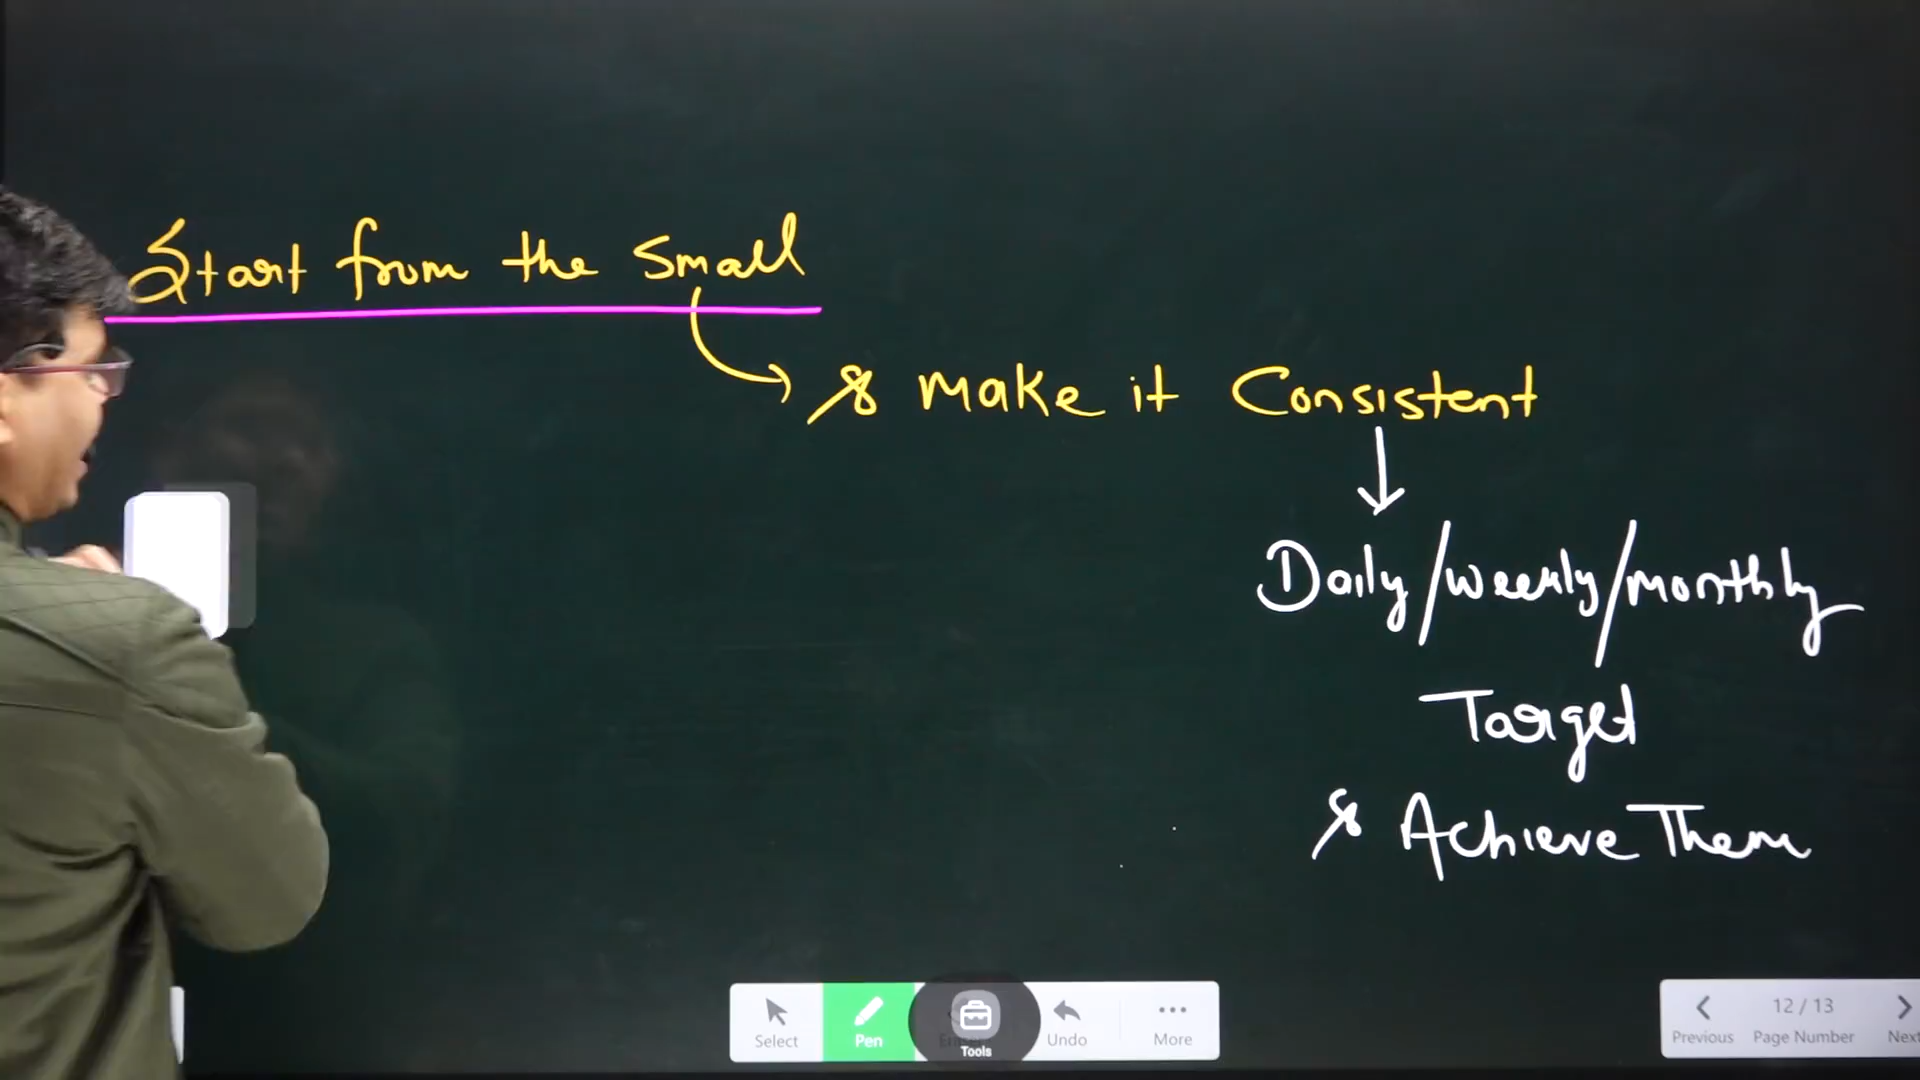 Start from the Small
& Make it Consistent
Daily/weekly/monthly
Target
& Achieve Them
Select
Pen
Tools
Undo
More
Previous
12 / 13
Page Number
Next